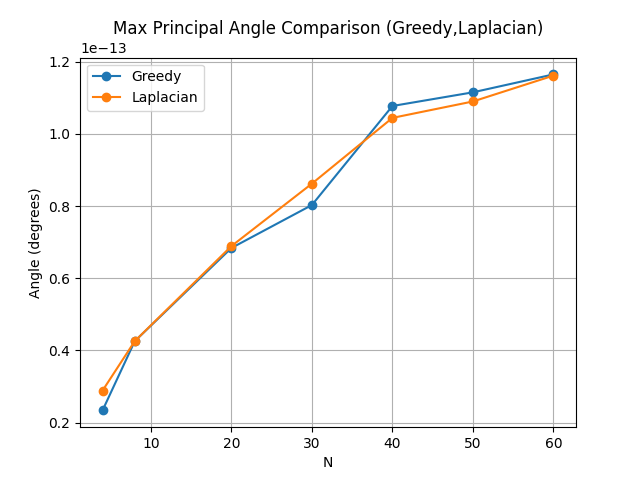 Max Principal Angle Comparison (Greedy,Laplacian)
1e−13
Greedy
Laplacian
1.2
1.0
0.8
0.6
0.4
0.2
Angle (degrees)
10 20 30 40 50 60
N